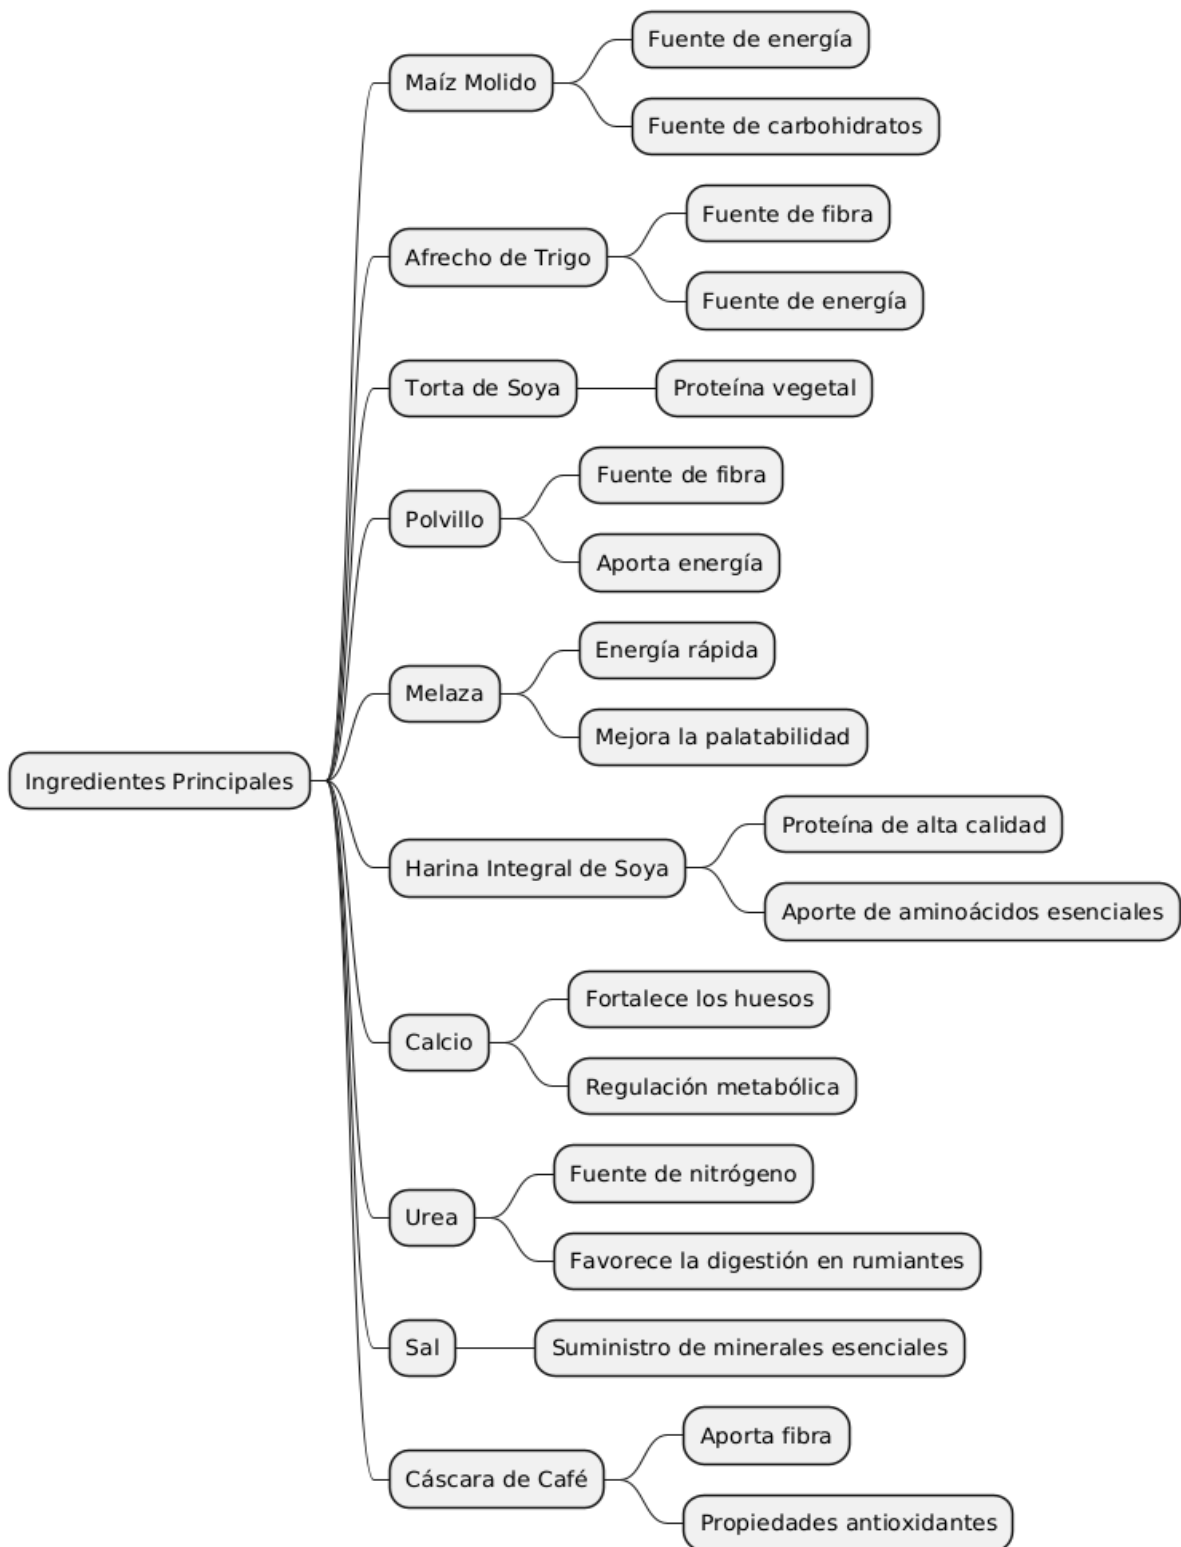 Ingredientes Principales
Maíz Molido
Fuente de energía
Fuente de carbohidratos
Afrecho de Trigo
Fuente de fibra
Fuente de energía
Torta de Soya
Proteína vegetal
Polvillo
Fuente de fibra
Aporta energía
Melaza
Energía rápida
Mejora la palatabilidad
Harina Integral de Soya
Proteína de alta calidad
Aporte de aminoácidos esenciales
Calcio
Fortalece los huesos
Regulación metabólica
Urea
Fuente de nitrógeno
Favorece la digestión en rumiantes
Sal
Suministro de minerales esenciales
Cáscara de Café
Aporta fibra
Propiedades antioxidantes